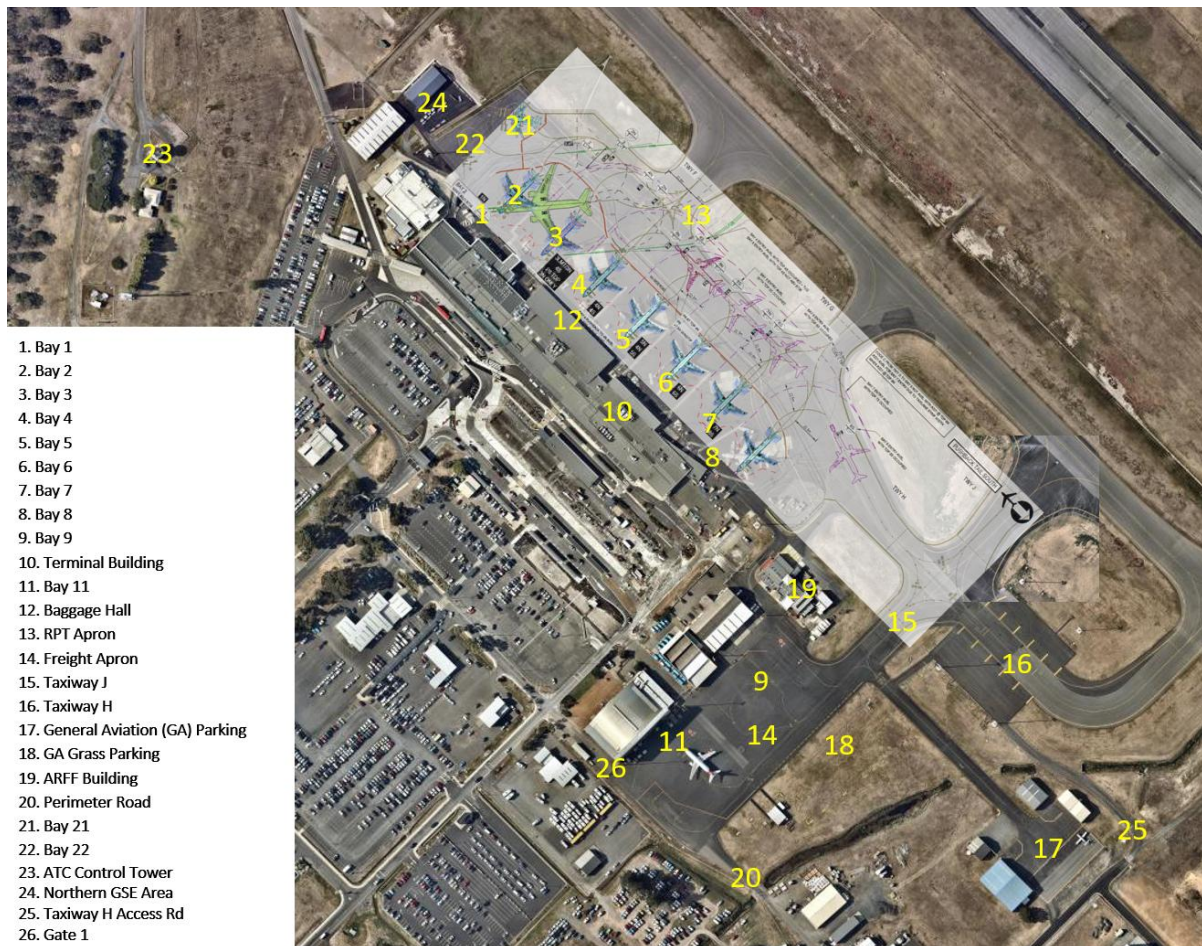 24
21
22
23
2
1
13
3
4
12
5
6
10
7
8
19
15
16
9
14
18
11
26
17
25
20
TWY F
TWY G
TWY J
TWY H
1. Bay 1
2. Bay 2
3. Bay 3
4. Bay 4
5. Bay 5
6. Bay 6
7. Bay 7
8. Bay 8
9. Bay 9
10. Terminal Building
11. Bay 11
12. Baggage Hall
13. RPT Apron
14. Freight Apron
15. Taxiway J
16. Taxiway H
17. General Aviation (GA) Parking
18. GA Grass Parking
19. ARFF Building
20. Perimeter Road
21. Bay 21
22. Bay 22
23. ATC Control Tower
24. Northern GSE Area
25. Taxiway H Access Rd
26. Gate 1